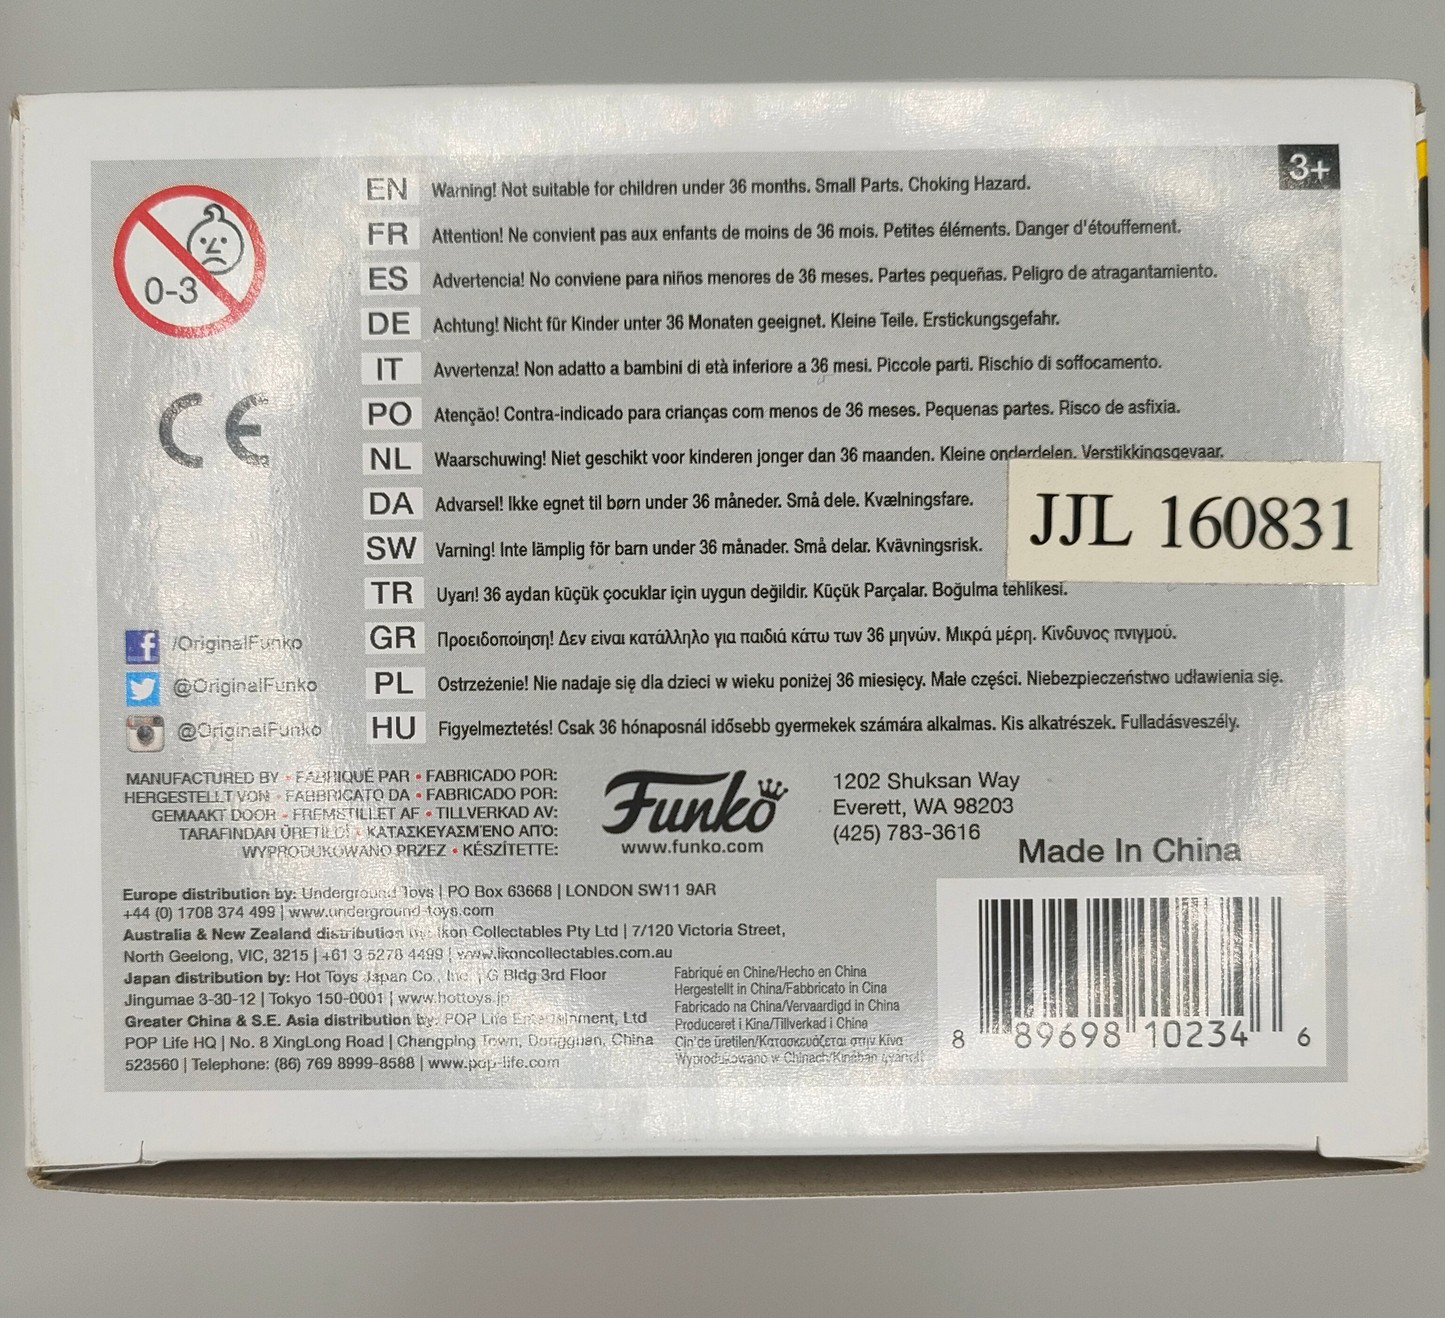 3+
0-3
CE
EN Warning! Not suitable for children under 36 months. Small Parts. Choking Hazard.
FR Attention! Ne convient pas aux enfants de moins de 36 mois. Petites éléments. Danger d'étouffement.
ES Advertencia! No conviene para niños menores de 36 meses. Partes pequeñas. Peligro de atragantamiento.
DE Achtung! Nicht für Kinder unter 36 Monaten geeignet. Kleine Teile. Erstickungsgefahr.
IT Avvertenza! Non adatto a bambini di età inferiore a 36 mesi. Piccole parti. Rischio di soffocamento.
PO Atenção! Contra-indicado para crianças com menos de 36 meses. Pequenas partes. Risco de asfixia.
NL Waarschuwing! Niet geschikt voor kinderen jonger dan 36 maanden. Kleine onderdelen. Verstikkingsgevaar.
DA Advarsel! Ikke egnet til børn under 36 måneder. Små dele. Kvælningsfare.
SW Varning! Inte lämplig för barn under 36 månader. Små delar. Kvävningsrisk.
JJL 160831
TR Uyarı! 36 aydan küçük çocuklar için uygun değildir. Küçük Parçalar. Boğulma tehlikesi.
GR Προειδοποίηση! Δεν είναι κατάλληλο για παιδιά κάτω των 36 μηνών. Μικρά μέρη. Κίνδυνος πνιγμού.
PL Ostrzeżenie! Nie nadaje się dla dzieci w wieku poniżej 36 miesięcy. Małe części. Niebezpieczeństwo udławienia się.
HU Figyelmeztetés! Csak 36 hónaposnál idősebb gyermekek számára alkalmas. Kis alkatrészek. Fulladásveszély.
/OriginalFunko
@OriginalFunko
@OriginalFunko
MANUFACTURED BY • FABRIQUÉ PAR • FABRICADO POR:
HERGESTELLT VON • FABBRICATO DA • FABRICADO POR:
GEMAAKT DOOR • FREMSTILLET AF • TILLVERKAD AV:
TARAFINDAN ÜRETİLDİ • ΚΑΤΑΣΚΕΥΑΣΜΈΝΟ ΑΠΌ:
WYPRODUKOWANO PRZEZ • KÉSZÍTETTE:
Funko
www.funko.com
1202 Shuksan Way
Everett, WA 98203
(425) 783-3616
Made In China
Europe distribution by: Underground Toys | PO Box 63668 | LONDON SW11 9AR
+44 (0) 1708 374 499 | www.underground-toys.com
Australia & New Zealand distribution by: Ikon Collectables Pty Ltd | 7/120 Victoria Street,
North Geelong, VIC, 3215 | +61 3 5278 4499 | www.ikoncollectables.com.au
Japan distribution by: Hot Toys Japan Co., Inc. | G Bldg 3rd Floor
Jingumae 3-30-12 | Tokyo 150-0001 | www.hottoys.jp
Greater China & S.E. Asia distribution by: POP Life Entertainment, Ltd
POP Life HQ | No. 8 XingLong Road | Changping Town, Dongguan, China
523560 | Telephone: (86) 769 8999-8588 | www.pop-life.com
Fabriqué en Chine/Hecho en China
Hergestellt in China/Fabbricato in Cina
Fabricado na China/Vervaardigd in China
Produceret i Kina/Tillverkad i China
Çin'de üretilen/Κατασκευάζεται στην Κίνα
Wyprodukowano w Chinach/Kínában gyártott
8 89698 10234 6